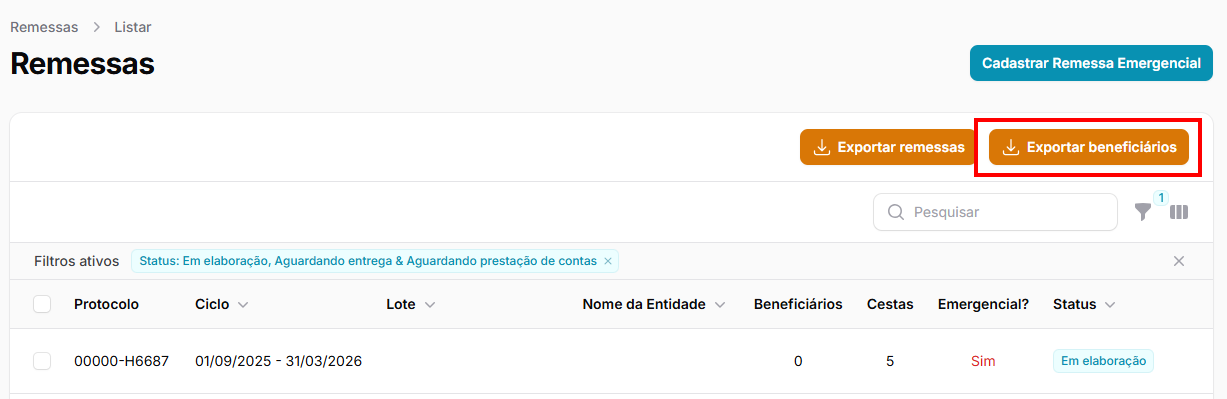 Remessas > Listar
Remessas
Cadastrar Remessa Emergencial
Exportar remessas Exportar beneficiários
Pesquisar 1
Filtros ativos Status: Em elaboração, Aguardando entrega & Aguardando prestação de contas ×
Protocolo Ciclo Lote Nome da Entidade Beneficiários Cestas Emergencial? Status
00000-H6687 01/09/2025 - 31/03/2026 0 5 Sim Em elaboração